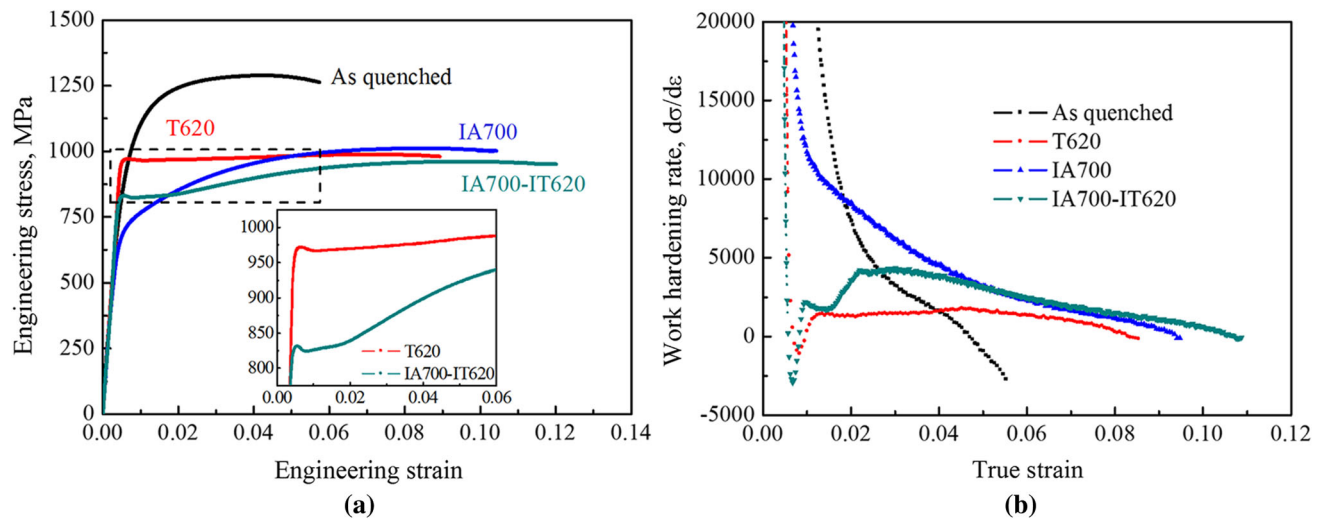 1500
1250
1000
750
500
250
0
Engineering stress, MPa
As quenched
T620
IA700
IA700-IT620
1000
975
950
925
900
875
850
825
800
T620
IA700-IT620
0.00 0.02 0.04 0.06
0.00 0.02 0.04 0.06 0.08 0.10 0.12 0.14
Engineering strain
(a)
20000
15000
10000
5000
0
-5000
Work hardening rate, dσ/dε
As quenched
T620
IA700
IA700-IT620
0.00 0.02 0.04 0.06 0.08 0.10 0.12
True strain
(b)